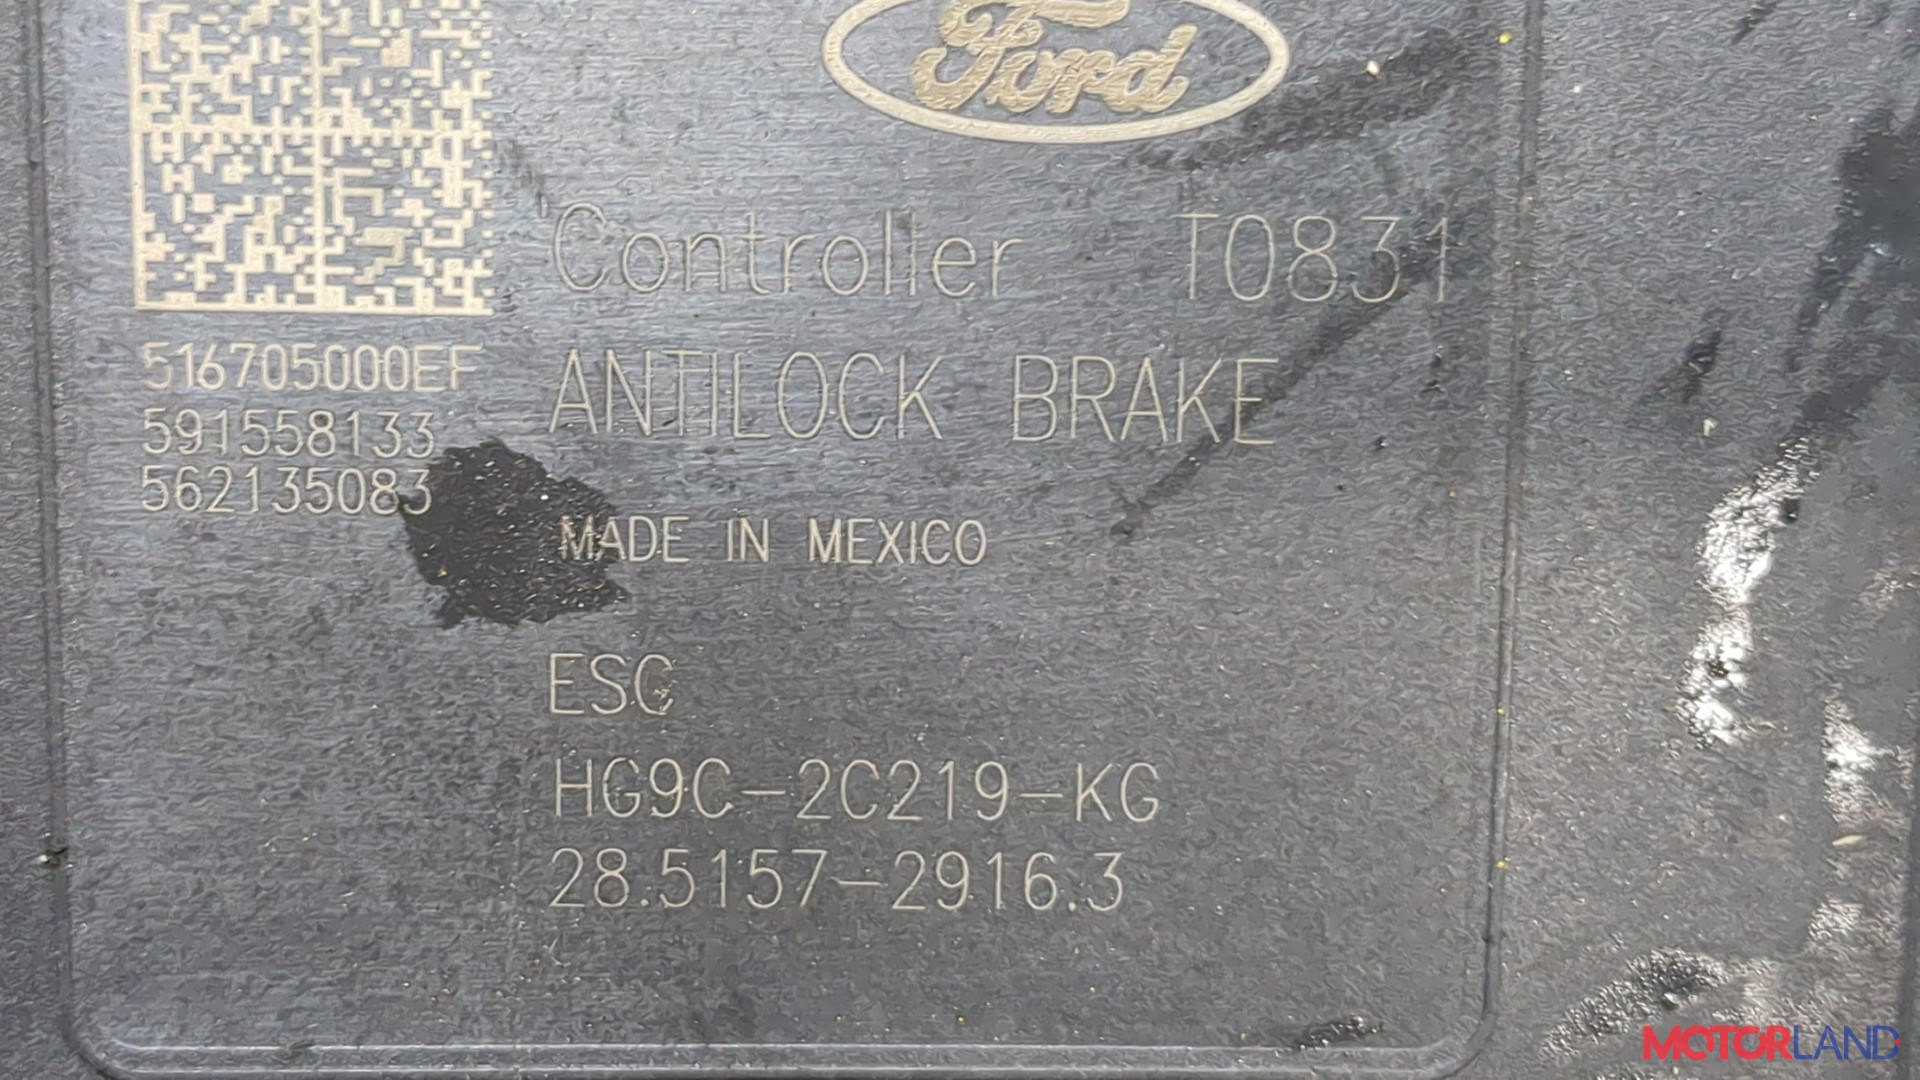 Ford
Controller T0831
516705000EF
591558133
562135083
ANTILOCK BRAKE
MADE IN MEXICO
ESC
HG9C-2C219-KG
28.5157-2916.3
MOTORLAND